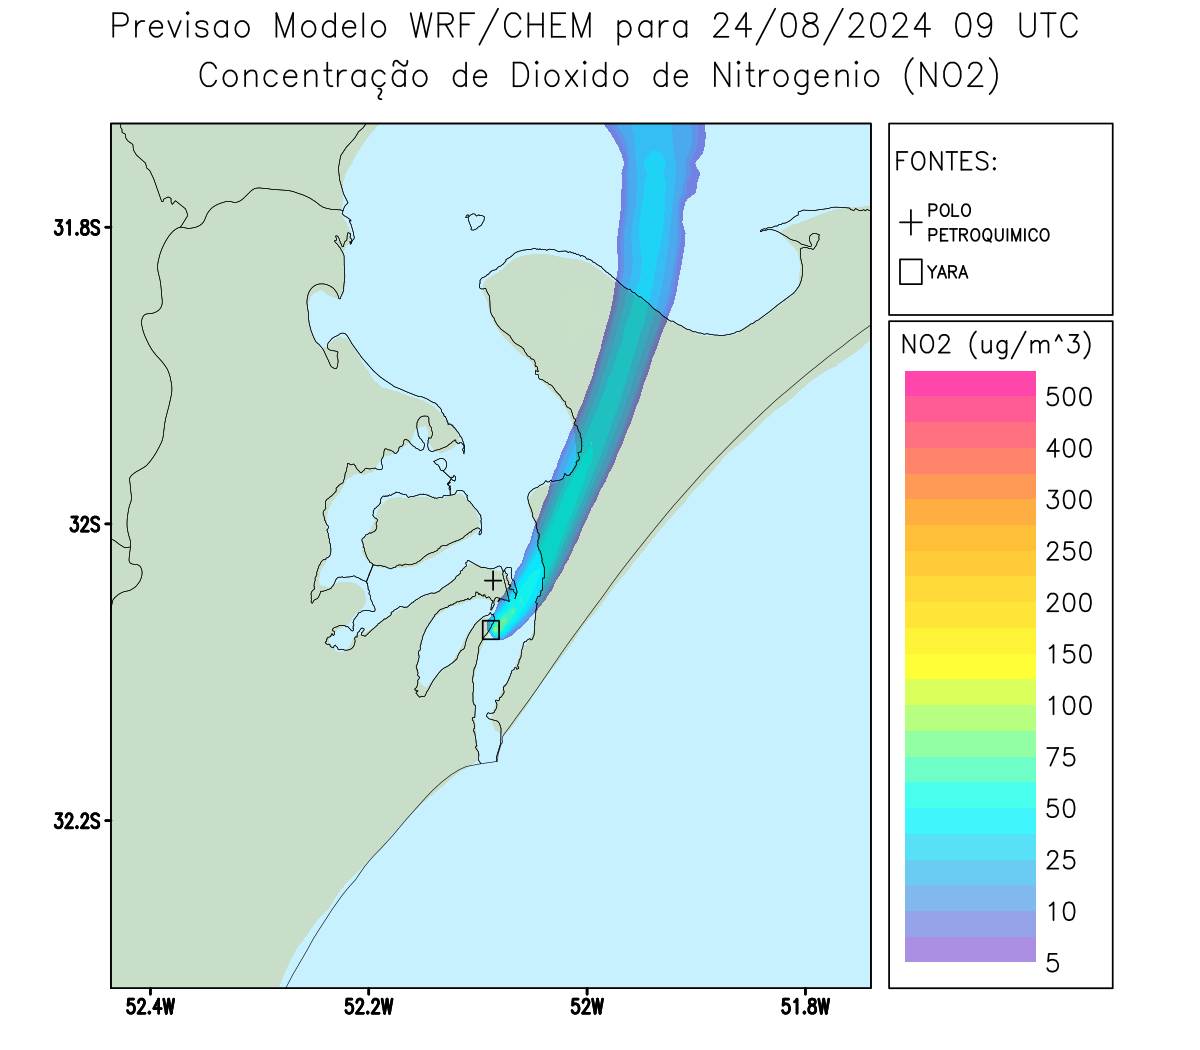 Previsao Modelo WRF/CHEM para 24/08/2024 09 UTC
Concentração de Dioxido de Nitrogenio (NO2)
FONTES:
POLO
PETROQUIMICO
YARA
NO2 (ug/m^3)
500
400
300
250
200
150
100
75
50
25
10
5
31.8S
32S
32.2S
52.4W
52.2W
52W
51.8W